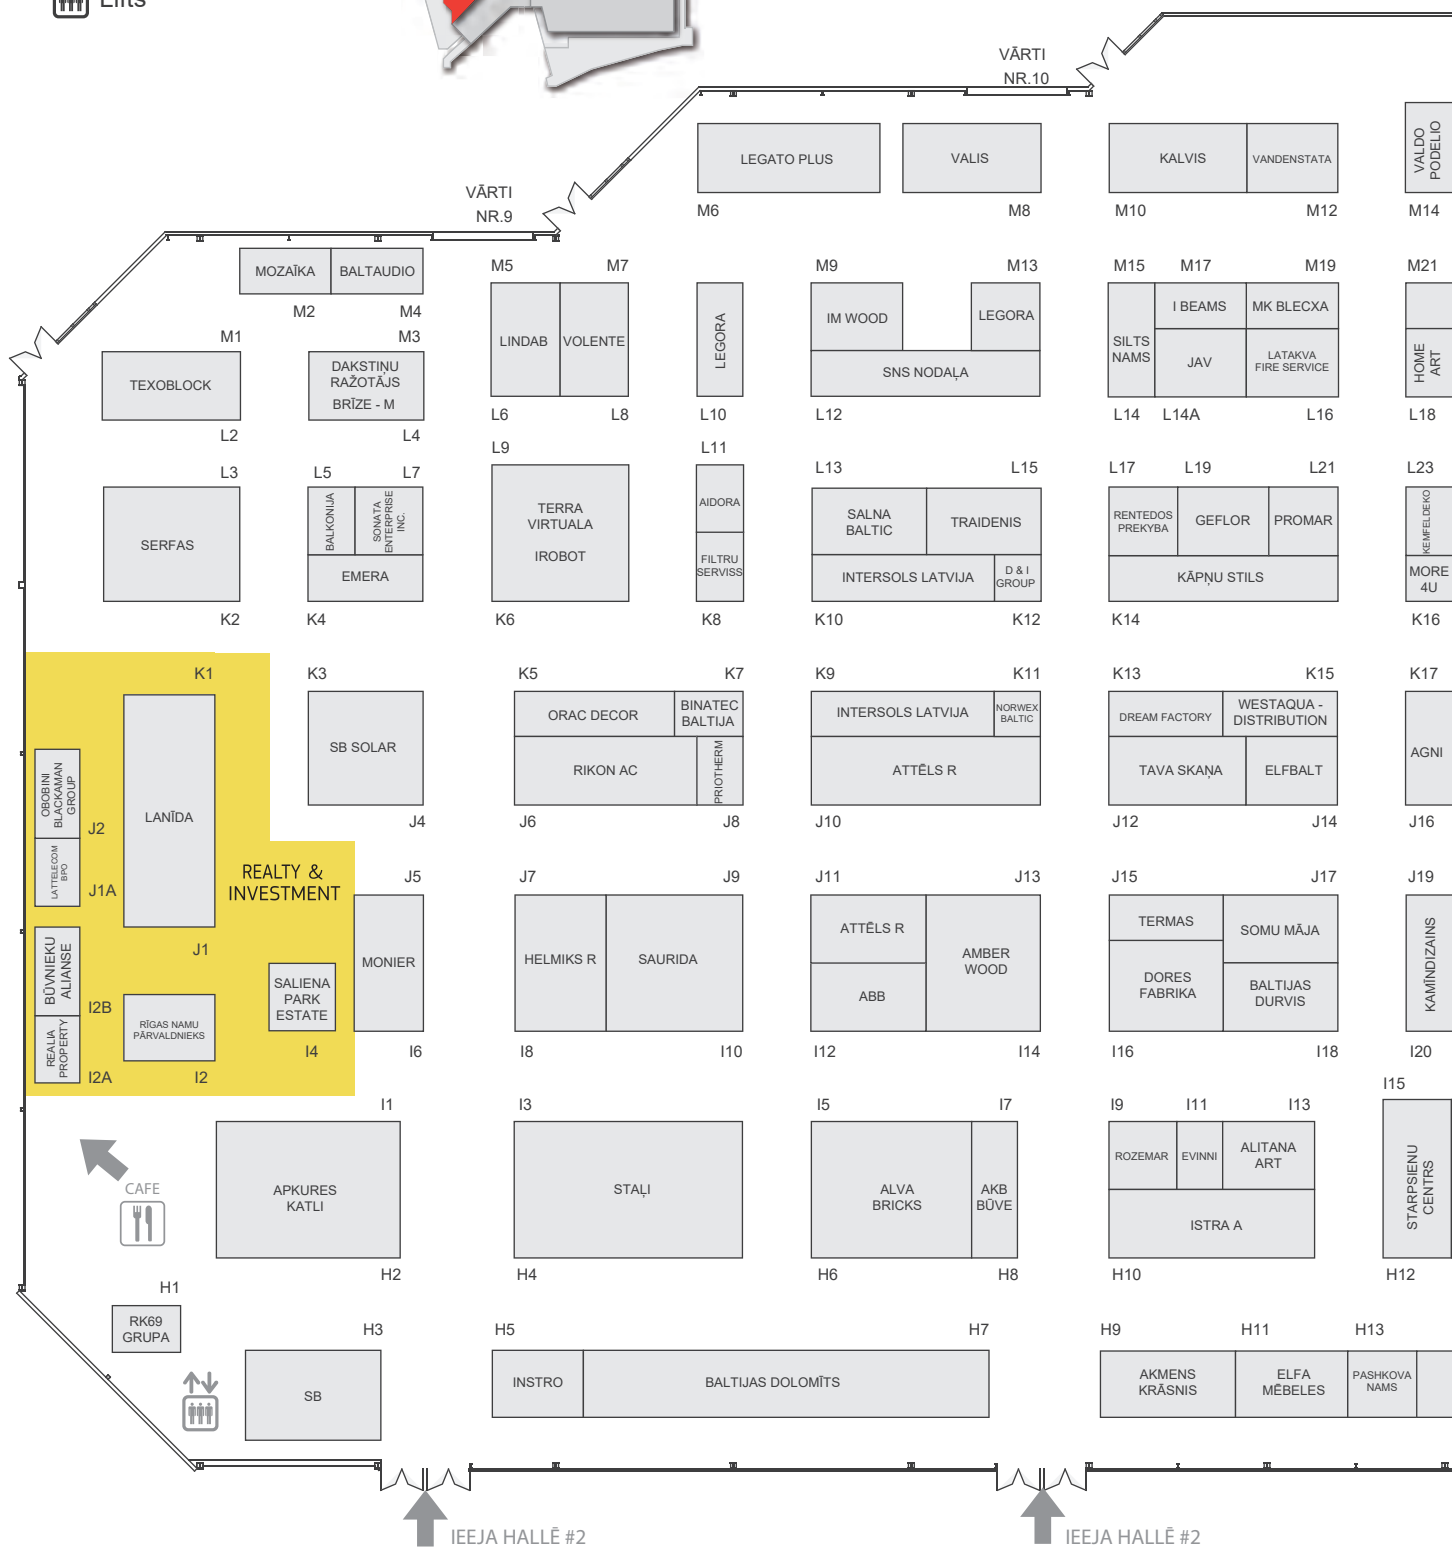 Lifts
VĀRTI
NR.10
LEGATO PLUS
VALIS
KALVIS
VANDENSTATA
VALDO
PODELIO
VĀRTI
NR.9
M6
M8
M10
M12
M14
MOZAĪKA
BALTAUDIO
M2
M4
M5
M7
M9
M13
M15
M17
M19
M21
M1
M3
TEXOBLOCK
DAKSTIŅU
RAŽOTĀJS
BRĪZE - M
LINDAB
VOLENTE
LEGORA
IM WOOD
LEGORA
SNS NODAĻA
SILTS
NAMS
I BEAMS
MK BLECXA
JAV
LATAKVA
FIRE SERVICE
HOME
ART
L2
L4
L6
L8
L10
L12
L14
L14A
L16
L18
L3
L5
L7
L9
L11
L13
L15
L17
L19
L21
L23
SERFAS
BALKONIJA
SONATA
ENTERPRISE
INC.
EMERA
TERRA
VIRTUALA
IROBOT
AIDORA
FILTRU
SERVISS
SALNA
BALTIC
TRAIDENIS
INTERSOLS LATVIJA
D & I
GROUP
RENTEDOS
PREKYBA
GEFLOR
PROMAR
KĀPŅU STILS
KEMFELDEKO
MORE
4U
K2
K4
K6
K8
K10
K12
K14
K16
K1
K3
K5
K7
K9
K11
K13
K15
K17
OBOBINI
BLACKAMAN
GROUP
LANĪDA
SB SOLAR
ORAC DECOR
BINATEC
BALTIJA
RIKON AC
PRIOTHERM
INTERSOLS LATVIJA
NORWEX
BALTIC
ATTĒLS R
DREAM FACTORY
WESTAQUA -
DISTRIBUTION
TAVA SKAŅA
ELFBALT
AGNI
J2
J4
J6
J8
J10
J12
J14
J16
LATTELECOM
BPO
J1A
REALTY &
INVESTMENT
J1
J5
J7
J9
J11
J13
J15
J17
J19
BŪVNIEKU
ALIANSE
I2B
REALIA
PROPERTY
I2A
RĪGAS NAMU
PĀRVALDNIEKS
I2
SALIENA
PARK
ESTATE
I4
MONIER
I6
HELMIKS R
SAURIDA
I8
I10
ATTĒLS R
ABB
AMBER
WOOD
I12
I14
TERMAS
SOMU MĀJA
DORES
FABRIKA
BALTIJAS
DURVIS
I16
I18
KAMĪNDIZAINS
I20
I1
I3
I5
I7
I9
I11
I13
I15
CAFE
APKURES
KATLI
STAĻI
ALVA
BRICKS
AKB
BŪVE
ROZEMAR
EVINNI
ALITANA
ART
ISTRA A
STARPSIENU
CENTRS
H2
H4
H6
H8
H10
H12
H1
RK69
GRUPA
H3
H5
H7
H9
H11
H13
SB
INSTRO
BALTIJAS DOLOMĪTS
AKMENS
KRĀSNIS
ELFA
MĒBELES
PASHKOVA
NAMS
IEEJA HALLĒ #2
IEEJA HALLĒ #2